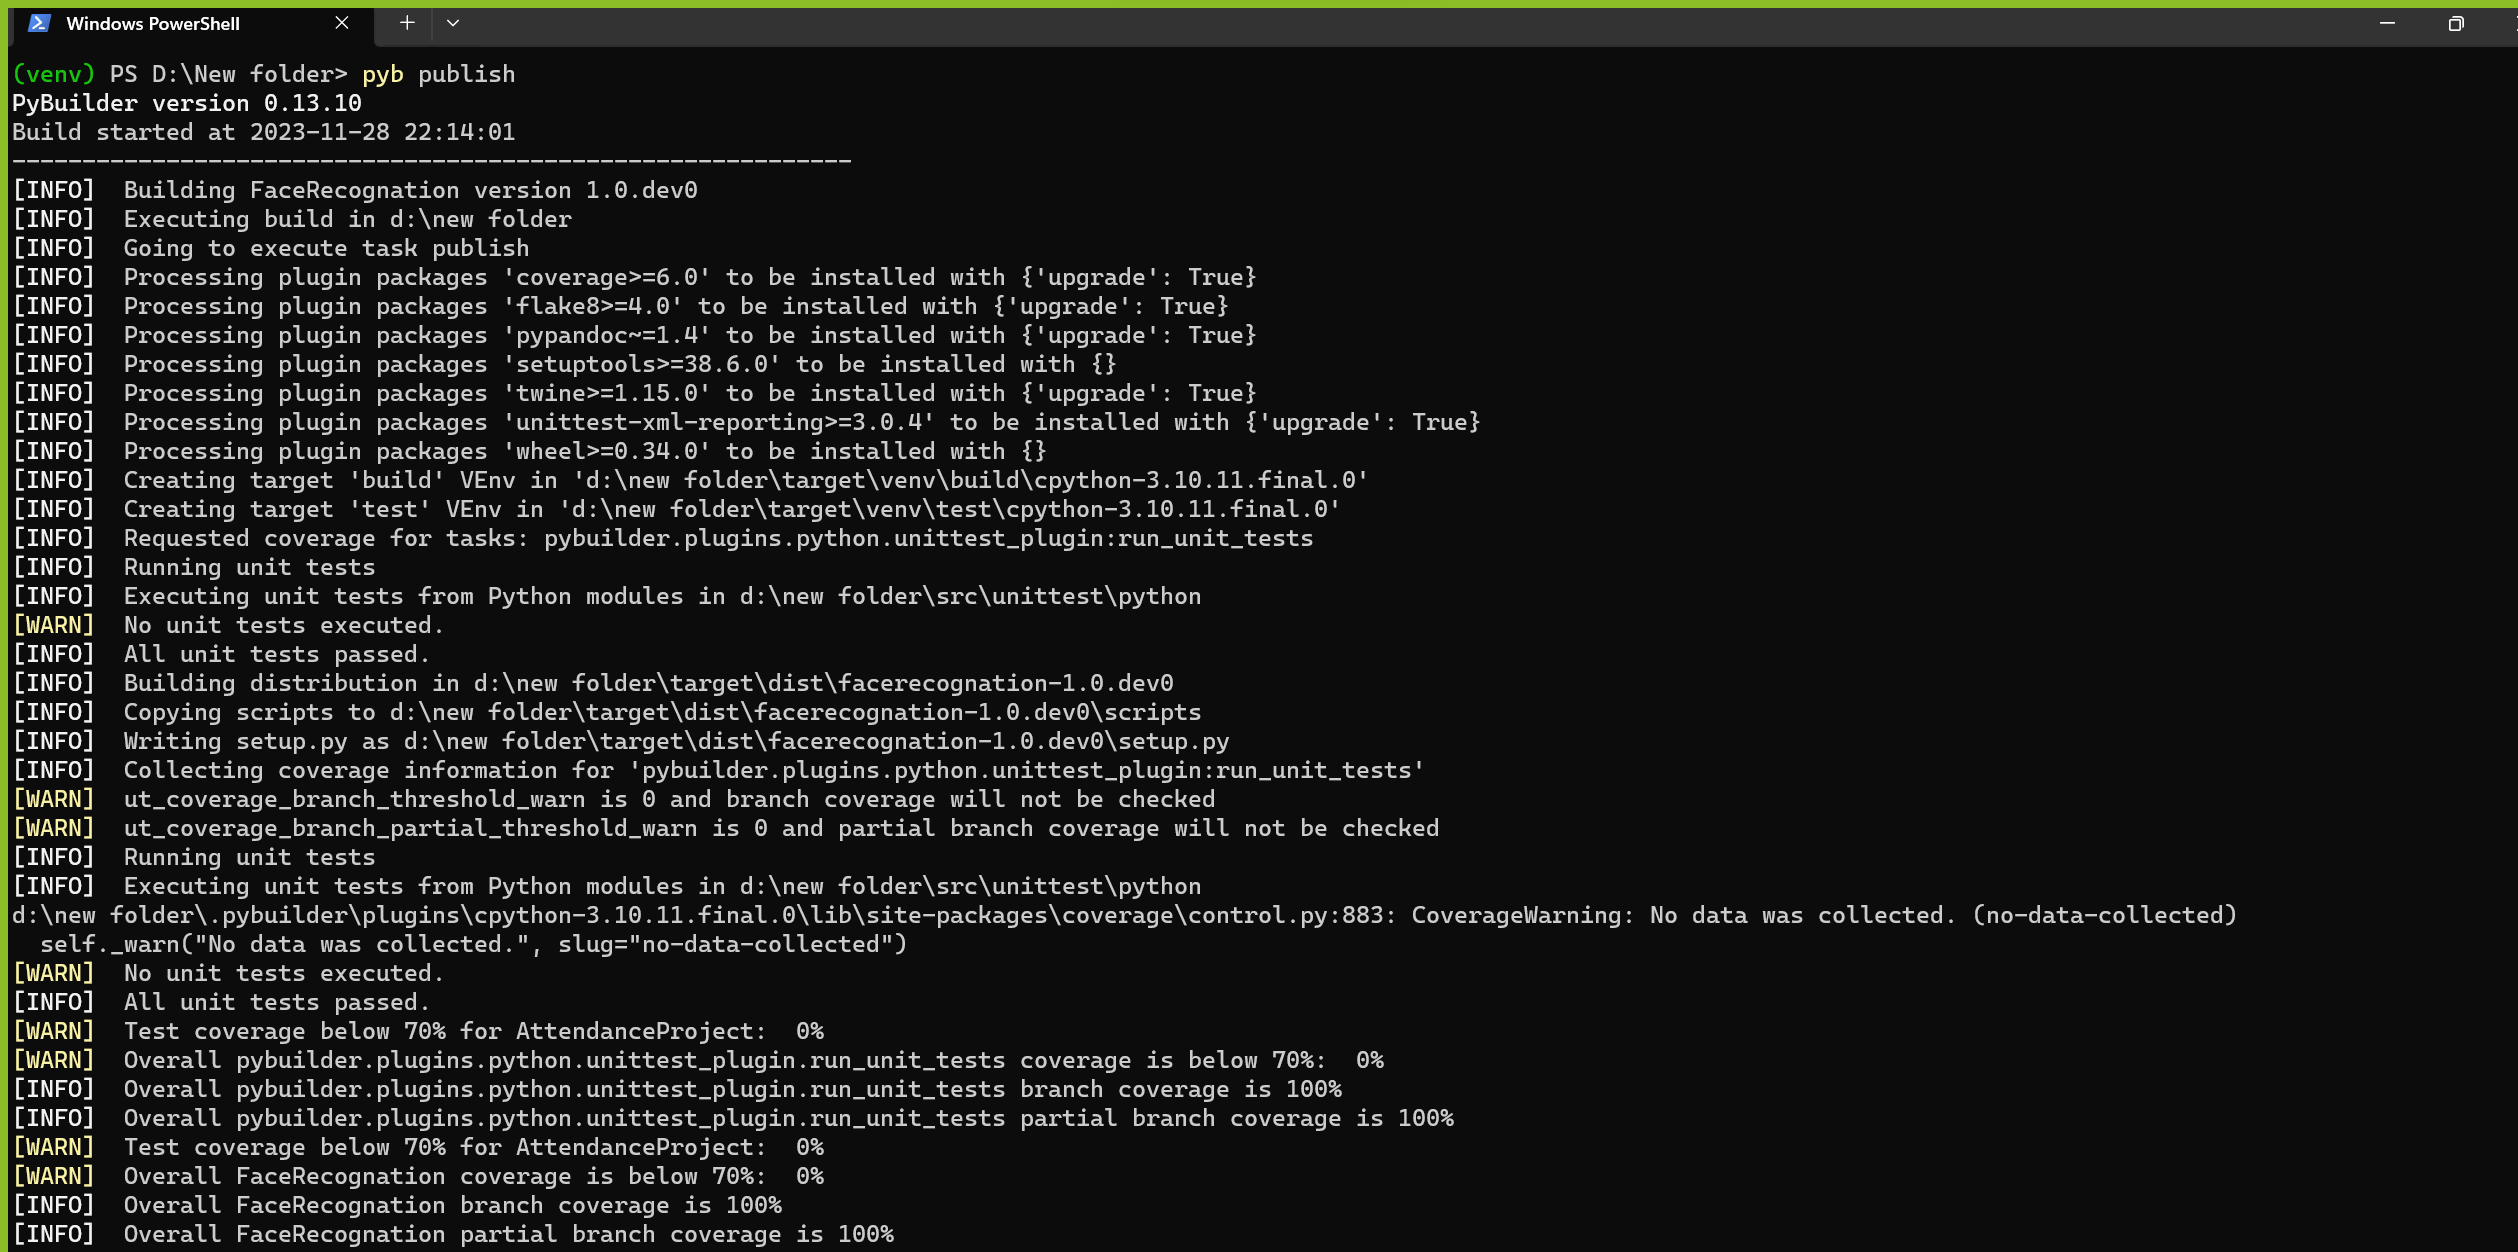 Windows PowerShell
(venv) PS D:\New folder> pyb publish
PyBuilder version 0.13.10
Build started at 2023-11-28 22:14:01
------------------------------------------------------------
[INFO]  Building FaceRecognation version 1.0.dev0
[INFO]  Executing build in d:\new folder
[INFO]  Going to execute task publish
[INFO]  Processing plugin packages 'coverage>=6.0' to be installed with {'upgrade': True}
[INFO]  Processing plugin packages 'flake8>=4.0' to be installed with {'upgrade': True}
[INFO]  Processing plugin packages 'pypandoc~=1.4' to be installed with {'upgrade': True}
[INFO]  Processing plugin packages 'setuptools>=38.6.0' to be installed with {}
[INFO]  Processing plugin packages 'twine>=1.15.0' to be installed with {'upgrade': True}
[INFO]  Processing plugin packages 'unittest-xml-reporting>=3.0.4' to be installed with {'upgrade': True}
[INFO]  Processing plugin packages 'wheel>=0.34.0' to be installed with {}
[INFO]  Creating target 'build' VEnv in 'd:\new folder\target\venv\build\cpython-3.10.11.final.0'
[INFO]  Creating target 'test' VEnv in 'd:\new folder\target\venv\test\cpython-3.10.11.final.0'
[INFO]  Requested coverage for tasks: pybuilder.plugins.python.unittest_plugin:run_unit_tests
[INFO]  Running unit tests
[INFO]  Executing unit tests from Python modules in d:\new folder\src\unittest\python
[WARN]  No unit tests executed.
[INFO]  All unit tests passed.
[INFO]  Building distribution in d:\new folder\target\dist\facerecognation-1.0.dev0
[INFO]  Copying scripts to d:\new folder\target\dist\facerecognation-1.0.dev0\scripts
[INFO]  Writing setup.py as d:\new folder\target\dist\facerecognation-1.0.dev0\setup.py
[INFO]  Collecting coverage information for 'pybuilder.plugins.python.unittest_plugin:run_unit_tests'
[WARN]  ut_coverage_branch_threshold_warn is 0 and branch coverage will not be checked
[WARN]  ut_coverage_branch_partial_threshold_warn is 0 and partial branch coverage will not be checked
[INFO]  Running unit tests
[INFO]  Executing unit tests from Python modules in d:\new folder\src\unittest\python
d:\new folder\.pybuilder\plugins\cpython-3.10.11.final.0\lib\site-packages\coverage\control.py:883: CoverageWarning: No data was collected. (no-data-collected)
  self._warn("No data was collected.", slug="no-data-collected")
[WARN]  No unit tests executed.
[INFO]  All unit tests passed.
[WARN]  Test coverage below 70% for AttendanceProject:  0%
[WARN]  Overall pybuilder.plugins.python.unittest_plugin.run_unit_tests coverage is below 70%:  0%
[INFO]  Overall pybuilder.plugins.python.unittest_plugin.run_unit_tests branch coverage is 100%
[INFO]  Overall pybuilder.plugins.python.unittest_plugin.run_unit_tests partial branch coverage is 100%
[WARN]  Test coverage below 70% for AttendanceProject:  0%
[WARN]  Overall FaceRecognation coverage is below 70%:  0%
[INFO]  Overall FaceRecognation branch coverage is 100%
[INFO]  Overall FaceRecognation partial branch coverage is 100%